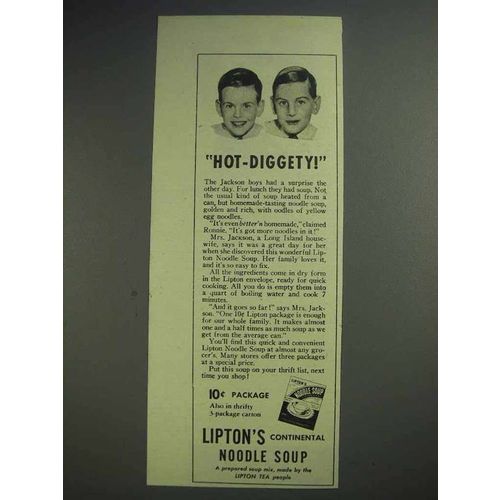 "HOT-DIGGETY!"
The Jackson boys had a surprise the
other day. For lunch they had soup. Not
the usual kind of soup heated from a
can, but homemade-tasting noodle soup,
golden and rich, with oodles of yellow
egg noodles.
"It's even better'n homemade," claimed
Ronnie. "It's got more noodles in it!"
Mrs. Jackson, a Long Island house-
wife, says it was a great day for her
when she discovered this wonderful Lip-
ton Noodle Soup. Her family loves it,
and it's so easy to fix.
All the ingredients come in dry form
in the Lipton envelope, ready for quick
cooking. All you do is empty them into
a quart of boiling water and cook 7
minutes.
"And it goes so far!" says Mrs. Jack-
son. "One 10¢ Lipton package is enough
for our whole family. It makes almost
one and a half times as much soup as we
get from the average can."
You'll find this quick and convenient
Lipton Noodle Soup at almost any gro-
cer's. Many stores offer three packages
at a special price.
Put this soup on your thrift list, next
time you shop!
10¢ PACKAGE
Also in thrifty
3-package carton
LIPTON'S
NOODLE SOUP
LIPTON'S CONTINENTAL
NOODLE SOUP
A prepared soup mix, made by the
LIPTON TEA people